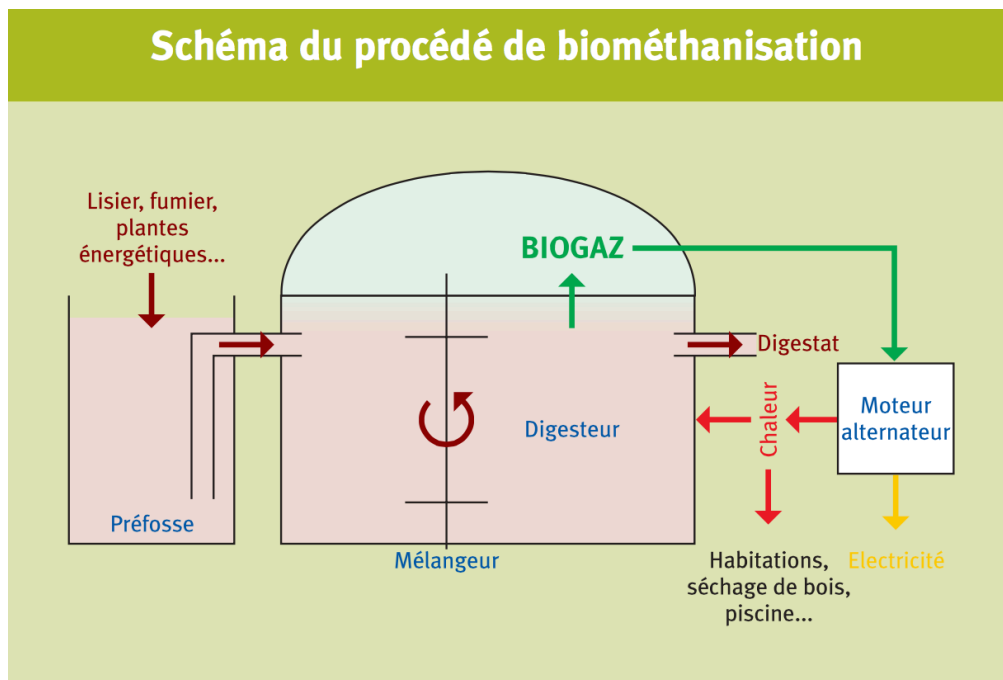 Schéma du procédé de biométhanisation
Lisier, fumier,
plantes
énergétiques...
BIOGAZ
Digestat
Moteur
alternateur
Chaleur
Digesteur
Préfosse
Mélangeur
Habitations,
séchage de bois,
piscine...
Electricité